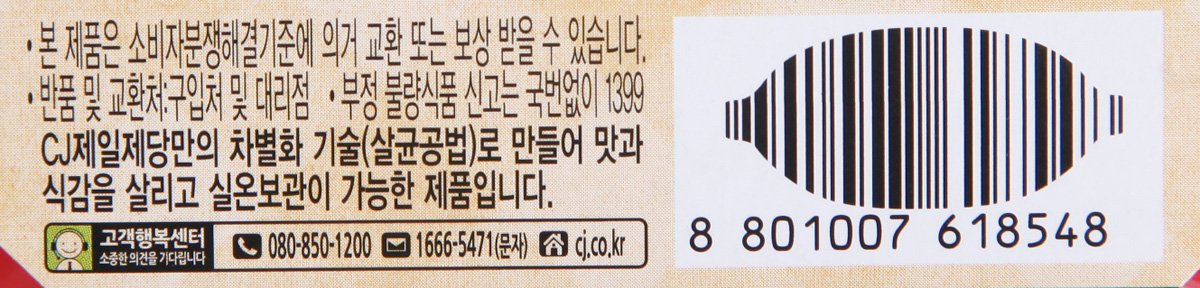 · 본 제품은 소비자분쟁해결기준에 의거 교환 또는 보상 받을 수 있습니다.
· 반품 및 교환처:구입처 및 대리점 · 부정 불량식품 신고는 국번없이 1399
CJ제일제당만의 차별화 기술(살균공법)로 만들어 맛과
식감을 살리고 실온보관이 가능한 제품입니다.
고객행복센터
소중한 의견을 기다립니다
080-850-1200 1666-5471(문자) cj.co.kr
8 801007 618548